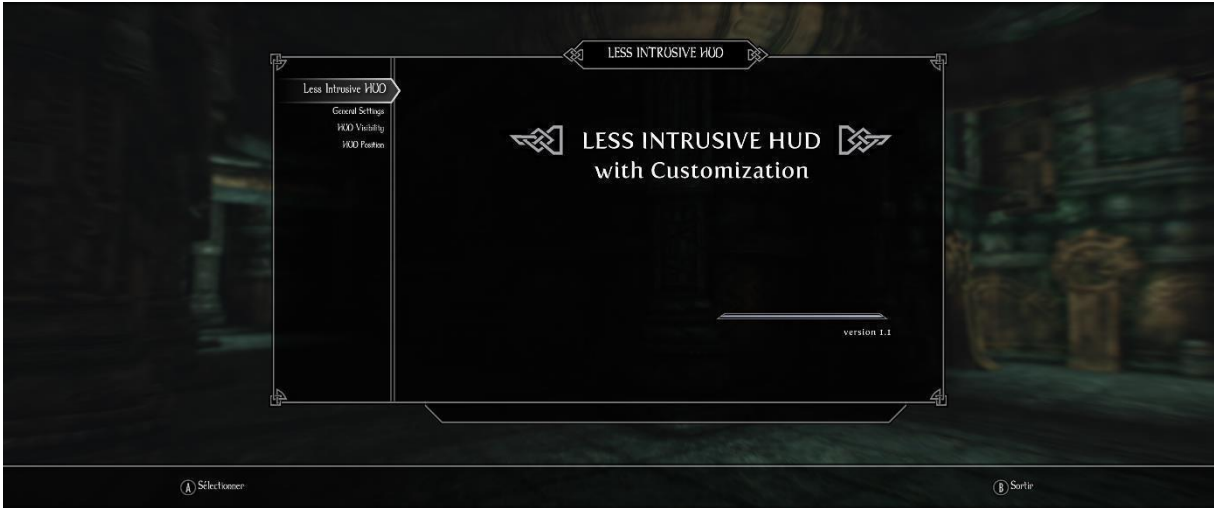 LESS INTRUSIVE HUD
Less Intrusive HUD
General Settings
HUD Visibility
HUD Position
LESS INTRUSIVE HUD
with Customization
version 1.1
A Sélectionner
B Sortir